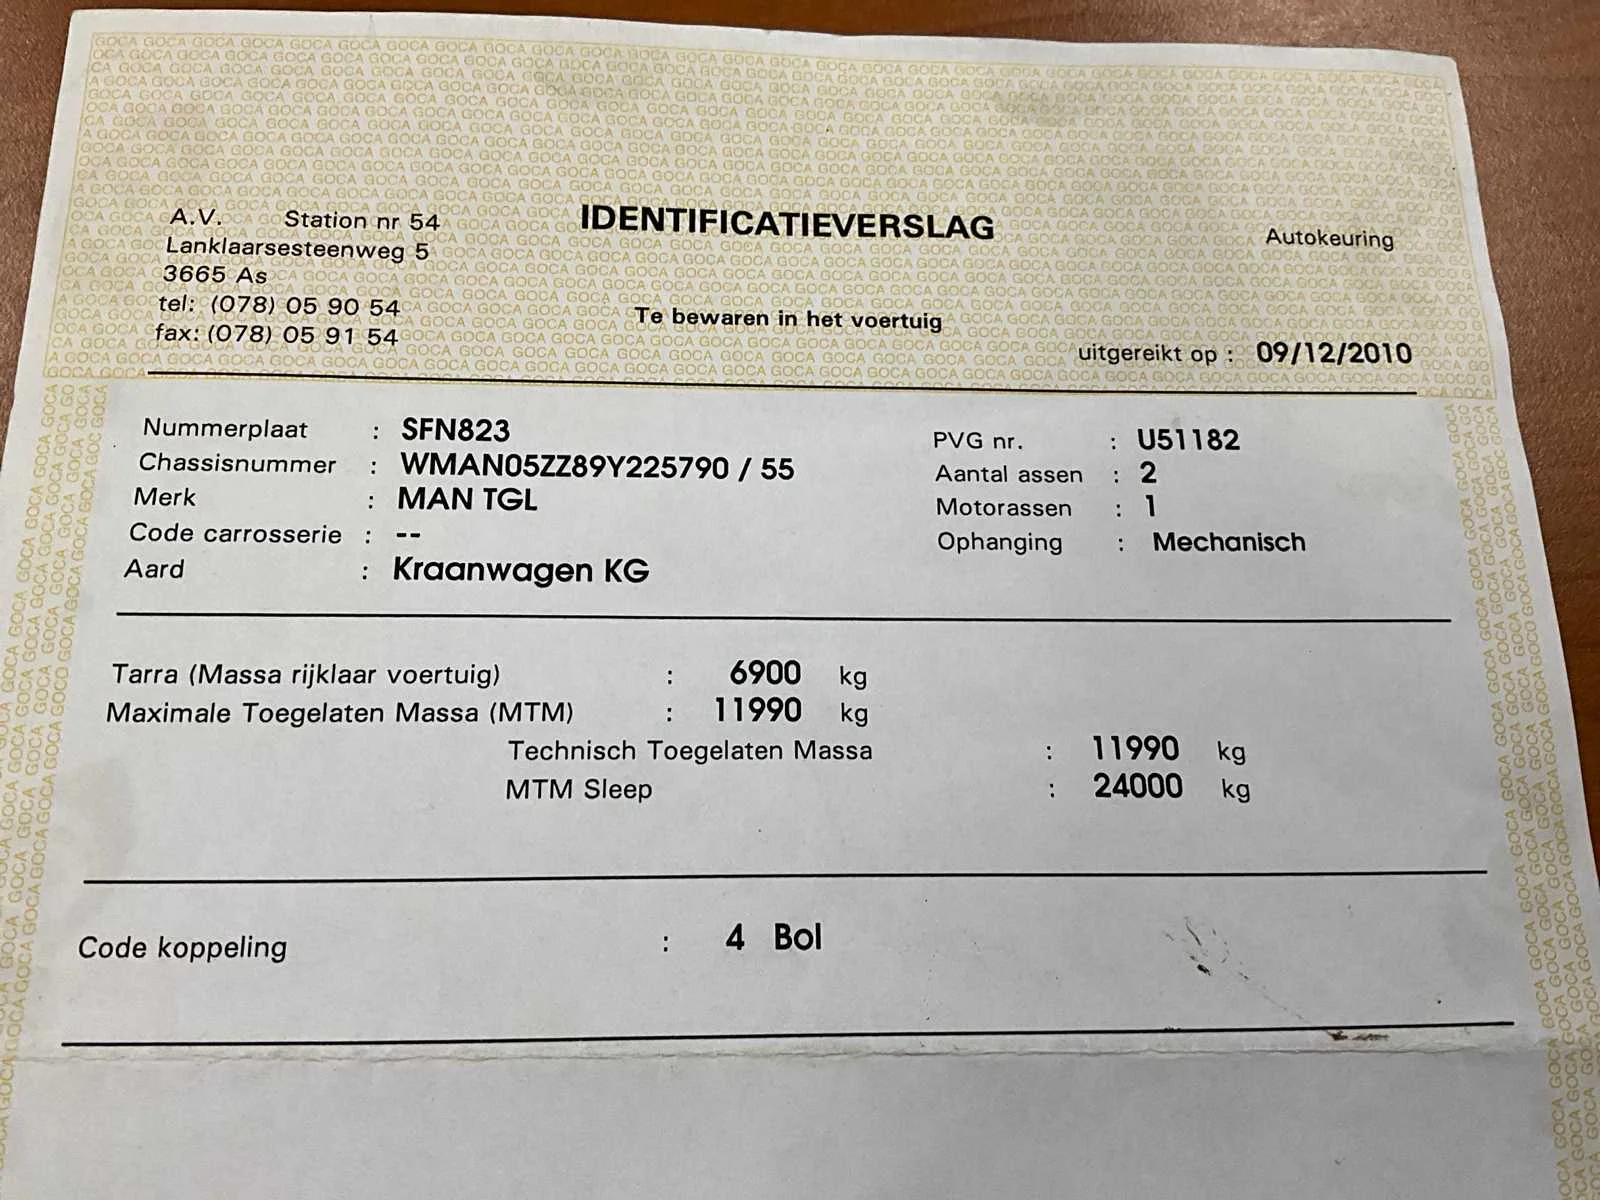 A.V. Station nr 54
Lanklaarsesteenweg 5
3665 As
tel: (078) 05 90 54
fax: (078) 05 91 54
IDENTIFICATIEVERSLAG
Te bewaren in het voertuig
Autokeuring
uitgereikt op : 09/12/2010
Nummerplaat : SFN823
Chassisnummer : WMAN05ZZ89Y225790 / 55
Merk : MAN TGL
Code carrosserie : --
Aard : Kraanwagen KG
PVG nr. : U51182
Aantal assen : 2
Motorassen : 1
Ophanging : Mechanisch
Tarra (Massa rijklaar voertuig) : 6900 kg
Maximale Toegelaten Massa (MTM) : 11990 kg
Technisch Toegelaten Massa : 11990 kg
MTM Sleep : 24000 kg
Code koppeling : 4 Bol